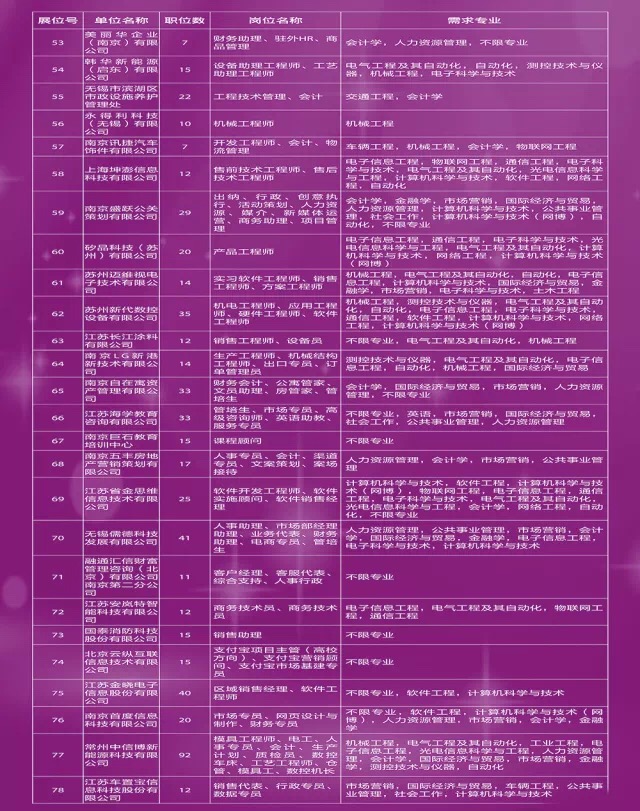 展位号 单位名称 职位数 岗位名称 需求专业
53 美丽华企业（南京）有限公司 7 财务助理、驻外HR、商品管理 会计学，人力资源管理，不限专业
54 韩华新能源（启东）有限公司 15 设备助理工程师、工艺助理工程师 电气工程及其自动化，自动化，测控技术与仪器，机械工程，电子科学与技术
55 无锡市滨湖区市政设施养护管理处 22 工程技术管理、会计 交通工程，会计学
56 永得利科技（无锡）有限公司 10 机械工程师 机械工程
57 南京讯捷汽车饰件有限公司 7 开发工程师、会计、物流管理 车辆工程，机械工程，会计学，物联网工程
58 上海坤澎信息科技有限公司 12 售前技术工程师、售后技术工程师 电子信息工程，物联网工程，通信工程，电子科学与技术，电气工程及其自动化，光电信息科学与工程，计算机科学与技术，软件工程，网络工程，自动化
59 南京盛跃公关策划有限公司 29 出纳、行政、创意执行、活动策划、人力资源、媒介、新媒体运营、商务助理、项目管理 会计学，金融学，市场营销，国际经济与贸易，人力资源管理，计算机科学与技术，公共事业管理，社会工作，计算机科学与技术（网博），自动化，不限专业
60 矽品科技（苏州）有限公司 20 产品工程师 电子信息工程，通信工程，电子科学与技术，光电信息科学与工程，电气工程及其自动化，计算机科学与技术，网络工程，计算机科学与技术（网博）
61 苏州迈维视电子技术有限公司 14 实习软件工程师、销售工程师、方案工程师 机械工程，电气工程及其自动化，自动化，电子信息工程，计算机科学与技术，国际经济与贸易，金融学，市场营销，电子科学与技术，土木工程
62 苏州新代数控设备有限公司 35 机电工程师、应用工程师、硬件工程师、软件工程师 机械工程，测控技术与仪器，电气工程及其自动化，自动化，电子信息工程，电子科学与技术，通信工程，软件工程，计算机科学与技术，网络工程，计算机科学与技术（网博）
63 江苏长江涂料有限公司 12 销售工程师、设备员 不限专业，电气工程及其自动化，机械工程
64 南京LG新港新技术有限公司 14 生产工程师、机械结构工程师、出口专员、订单管理员 测控技术与仪器，电气工程及其自动化，电子信息工程，自动化，机械工程，国际经济与贸易
65 南京自在寓资产管理有限公司 33 财务会计、公寓管家、文员助理、房管家、管培生 会计学，国际经济与贸易，市场营销，人力资源管理，不限专业
66 江苏海学教育咨询有限公司 33 管培生、市场专员、高级咨询师、英语助教、服务专员 不限专业，英语，市场营销，国际经济与贸易，社会工作，公共事业管理，人力资源管理
67 南京巨石教育培训中心 15 课程顾问 不限专业
68 南京五丰房地产营销策划有限公司 17 人事专员、会计、渠道专员、文案策划、案场接待 人力资源管理，会计学，市场营销，公共事业管理
69 江苏省金思维信息技术有限公司 25 软件开发工程师、软件实施顾问、软件销售经理 计算机科学与技术，软件工程，计算机科学与技术（网博），物联网工程，电子信息工程，通信工程，电子科学与技术，电气工程及其自动化，光电信息科学与工程，会计学，网络工程，自动化，不限专业
70 无锡儒德科技发展有限公司 41 人事助理、市场部经理助理、业务代表、财务助理、电商专员、管培生 人力资源管理，公共事业管理，市场营销，会计学，国际经济与贸易，金融学，电子信息工程，电子科学与技术，计算机科学与技术
71 融通汇信财富管理咨询（北京）有限公司南京第二分公司 11 客户经理、客服代表、综合支持、人事行政 不限专业
72 江苏安岚特智能科技有限公司 12 商务技术员、商务技术员 电子信息工程，电气工程及其自动化，物联网工程，通信工程
73 国泰消防科技股份有限公司 15 销售助理 不限专业
74 北京云纵互联信息技术有限公司 15 支付宝项目主管（高校方向）、支付宝营销顾问、支付宝市场基建专员 不限专业
75 江苏金晓电子信息股份有限公司 40 区域销售经理、软件工程师 不限专业，软件工程，计算机科学与技术
76 南京首度信息科技有限公司 20 市场专员、网页设计与制作、财务专员 不限专业，软件工程，计算机科学与技术（网博），人力资源管理，市场营销，会计学，金融学
77 常州中信博新能源科技有限公司 92 模具工程师、电工、人事专员、会计、生产计划、质检员、数控车床、工艺工程师、仓管、模具工、数控机长 机械工程，电气工程及其自动化，工业工程，电子信息工程，光电信息科学与工程，人力资源管理，会计学，国际经济与贸易，市场营销，金融学，测控技术与仪器，自动化
78 江苏车置宝信息科技股份有限公司 12 销售代表、行政专员、数据专员 市场营销，国际经济与贸易，车辆工程，公共事业管理，社会工作，计算机科学与技术